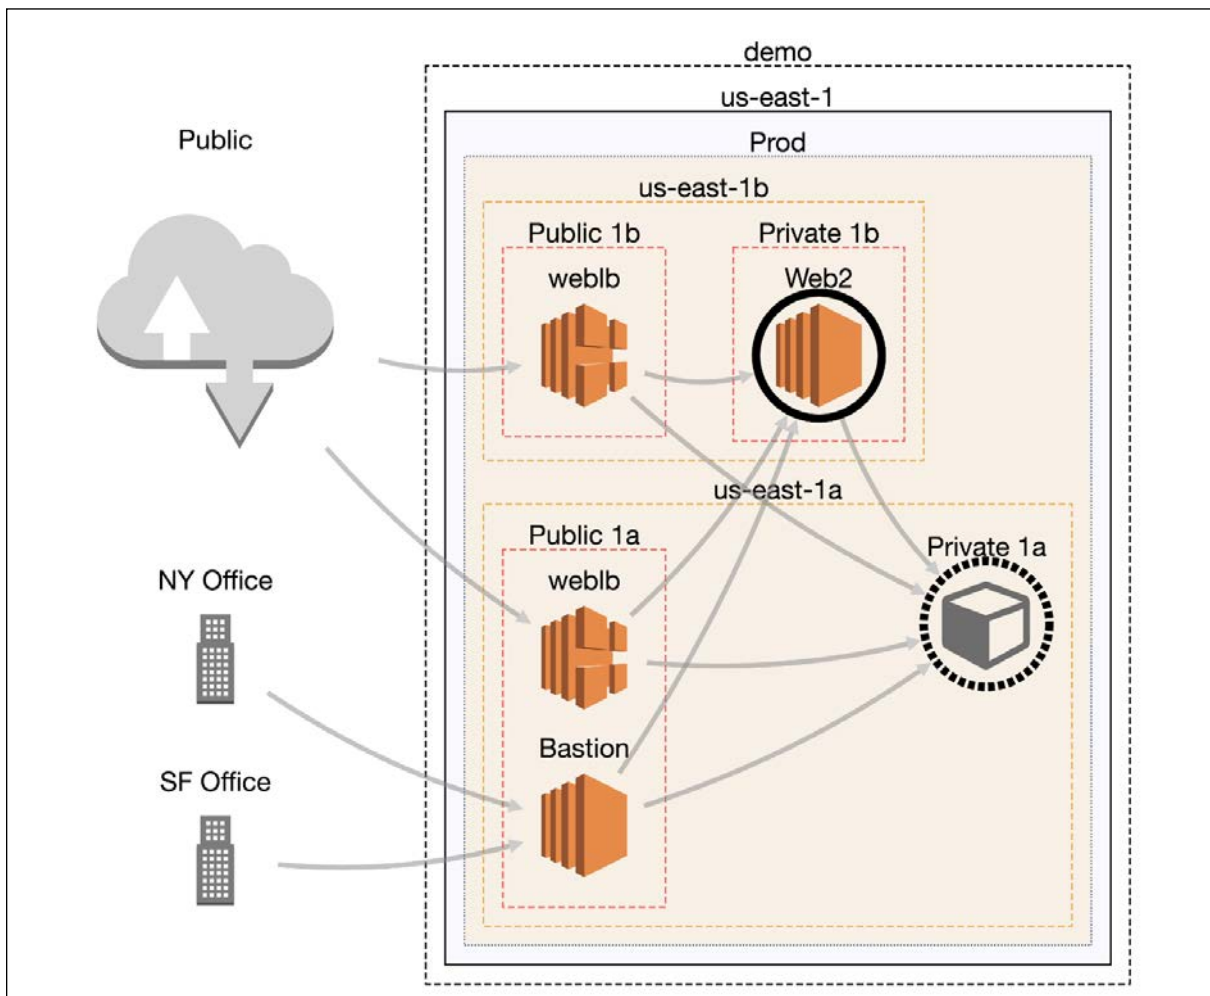 demo
us-east-1
Public
Prod
us-east-1b
Public 1b
Private 1b
weblb
Web2
us-east-1a
Public 1a
Private 1a
NY Office
weblb
Bastion
SF Office